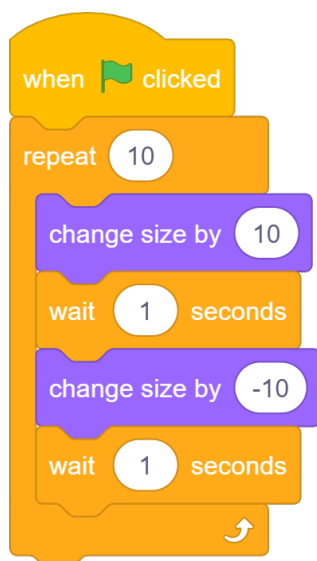 when clicked
repeat 10
change size by 10
wait 1 seconds
change size by -10
wait 1 seconds